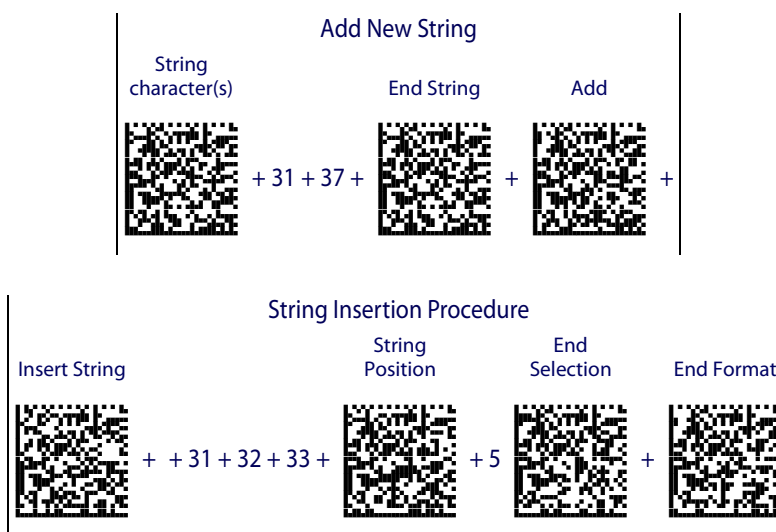 Add New String
String
character(s)
End String
Add
+ 31 + 37 +
+
+
String Insertion Procedure
Insert String
String
Position
End
Selection
End Format
+ + 31 + 32 + 33 +
+ 5
+